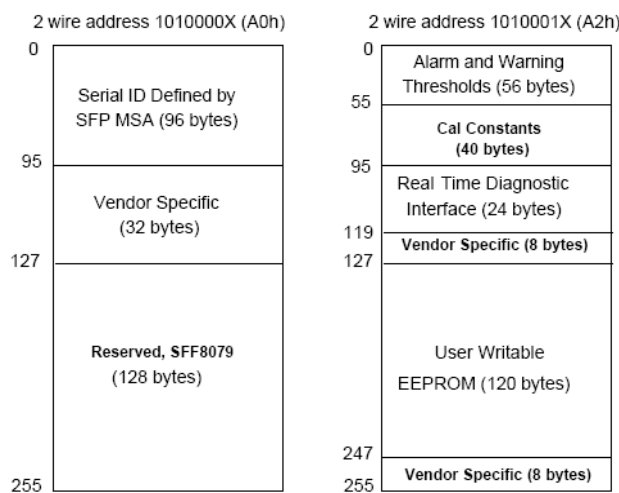 2 wire address 1010000X (A0h)
0
Serial ID Defined by
SFP MSA (96 bytes)
95
Vendor Specific
(32 bytes)
127
Reserved, SFF8079
(128 bytes)
255
2 wire address 1010001X (A2h)
0
Alarm and Warning
Thresholds (56 bytes)
55
Cal Constants
(40 bytes)
95
Real Time Diagnostic
Interface (24 bytes)
119
Vendor Specific (8 bytes)
127
User Writable
EEPROM (120 bytes)
247
Vendor Specific (8 bytes)
255